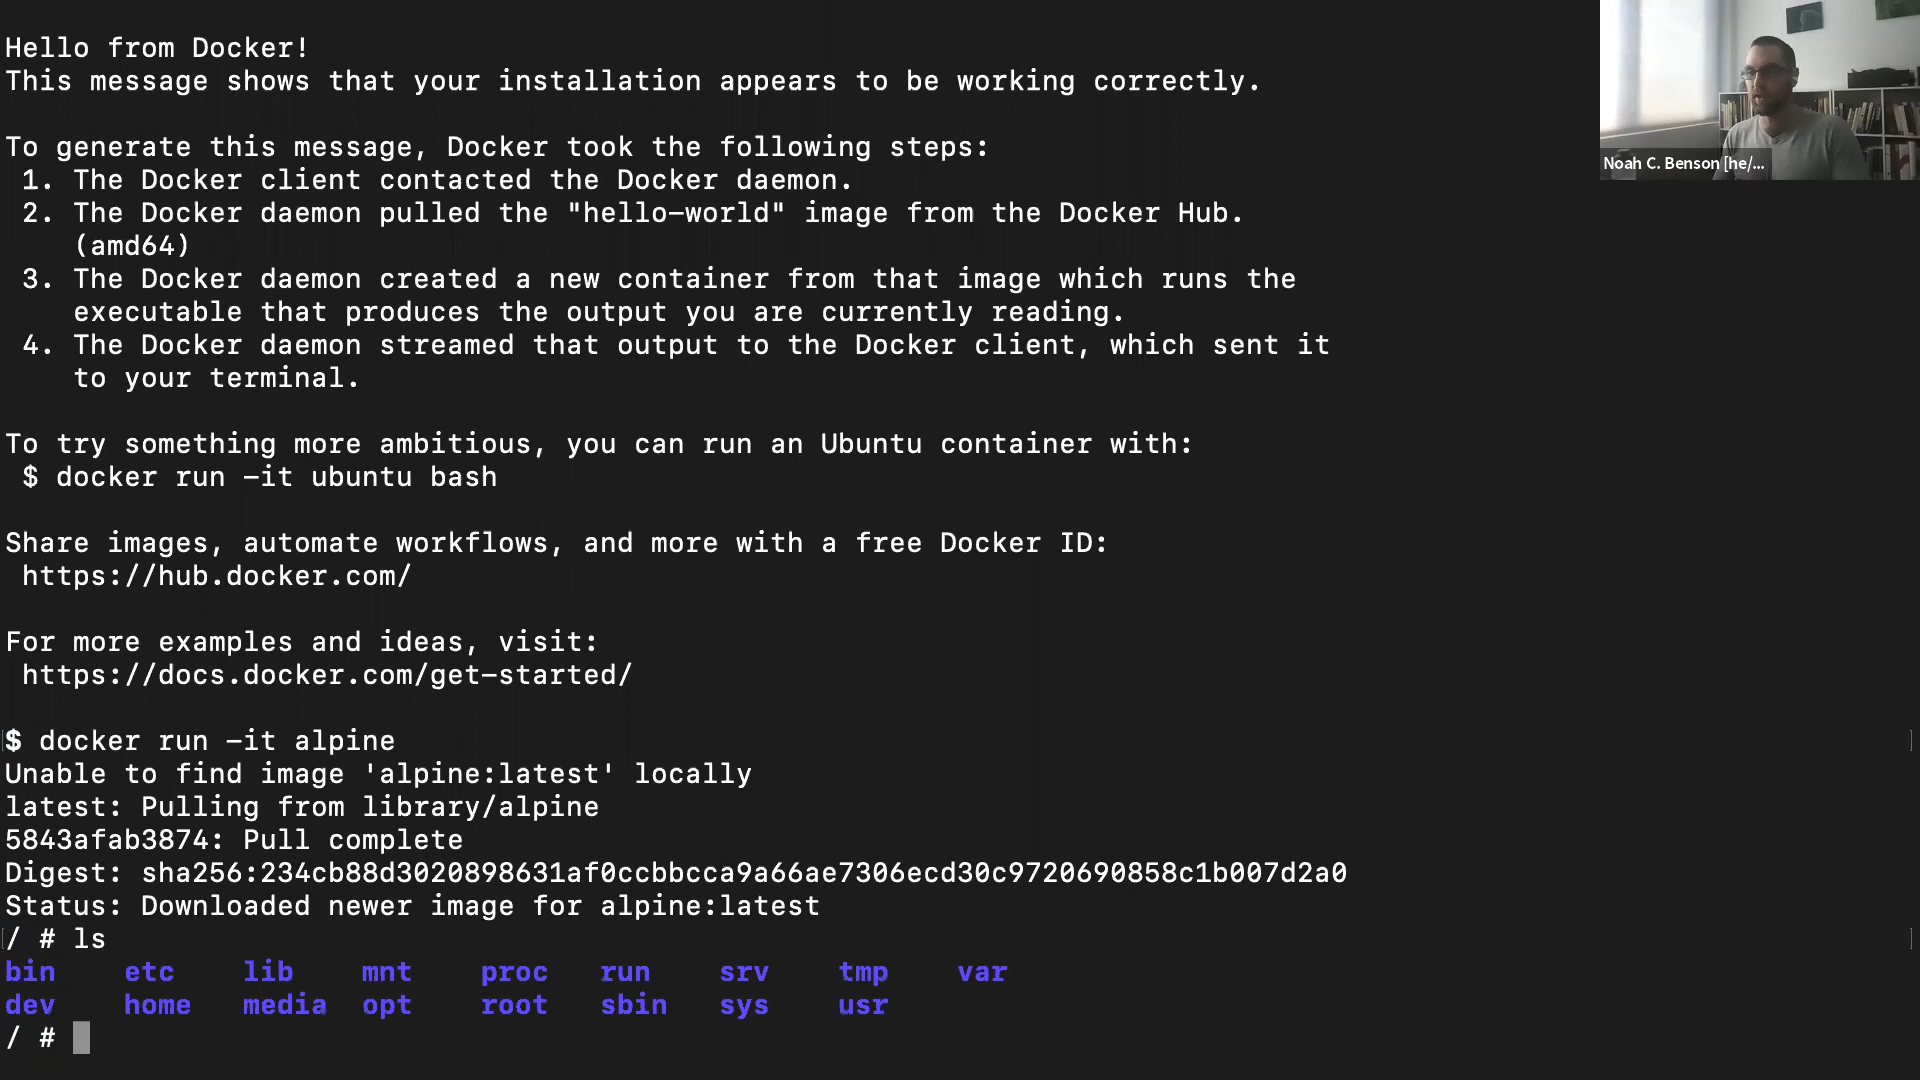 Hello from Docker!
This message shows that your installation appears to be working correctly.
To generate this message, Docker took the following steps:
1. The Docker client contacted the Docker daemon.
2. The Docker daemon pulled the "hello-world" image from the Docker Hub.
(amd64)
3. The Docker daemon created a new container from that image which runs the
executable that produces the output you are currently reading.
4. The Docker daemon streamed that output to the Docker client, which sent it
to your terminal.
To try something more ambitious, you can run an Ubuntu container with:
$ docker run -it ubuntu bash
Share images, automate workflows, and more with a free Docker ID:
https://hub.docker.com/
For more examples and ideas, visit:
https://docs.docker.com/get-started/
$ docker run -it alpine
Unable to find image 'alpine:latest' locally
latest: Pulling from library/alpine
5843afab3874: Pull complete
Digest: sha256:234cb88d3020898631af0ccbbcca9a66ae7306ecd30c9720690858c1b007d2a0
Status: Downloaded newer image for alpine:latest
/ # ls
bin etc lib mnt proc run srv tmp var
dev home media opt root sbin sys usr
/ #
Noah C. Benson [he/...